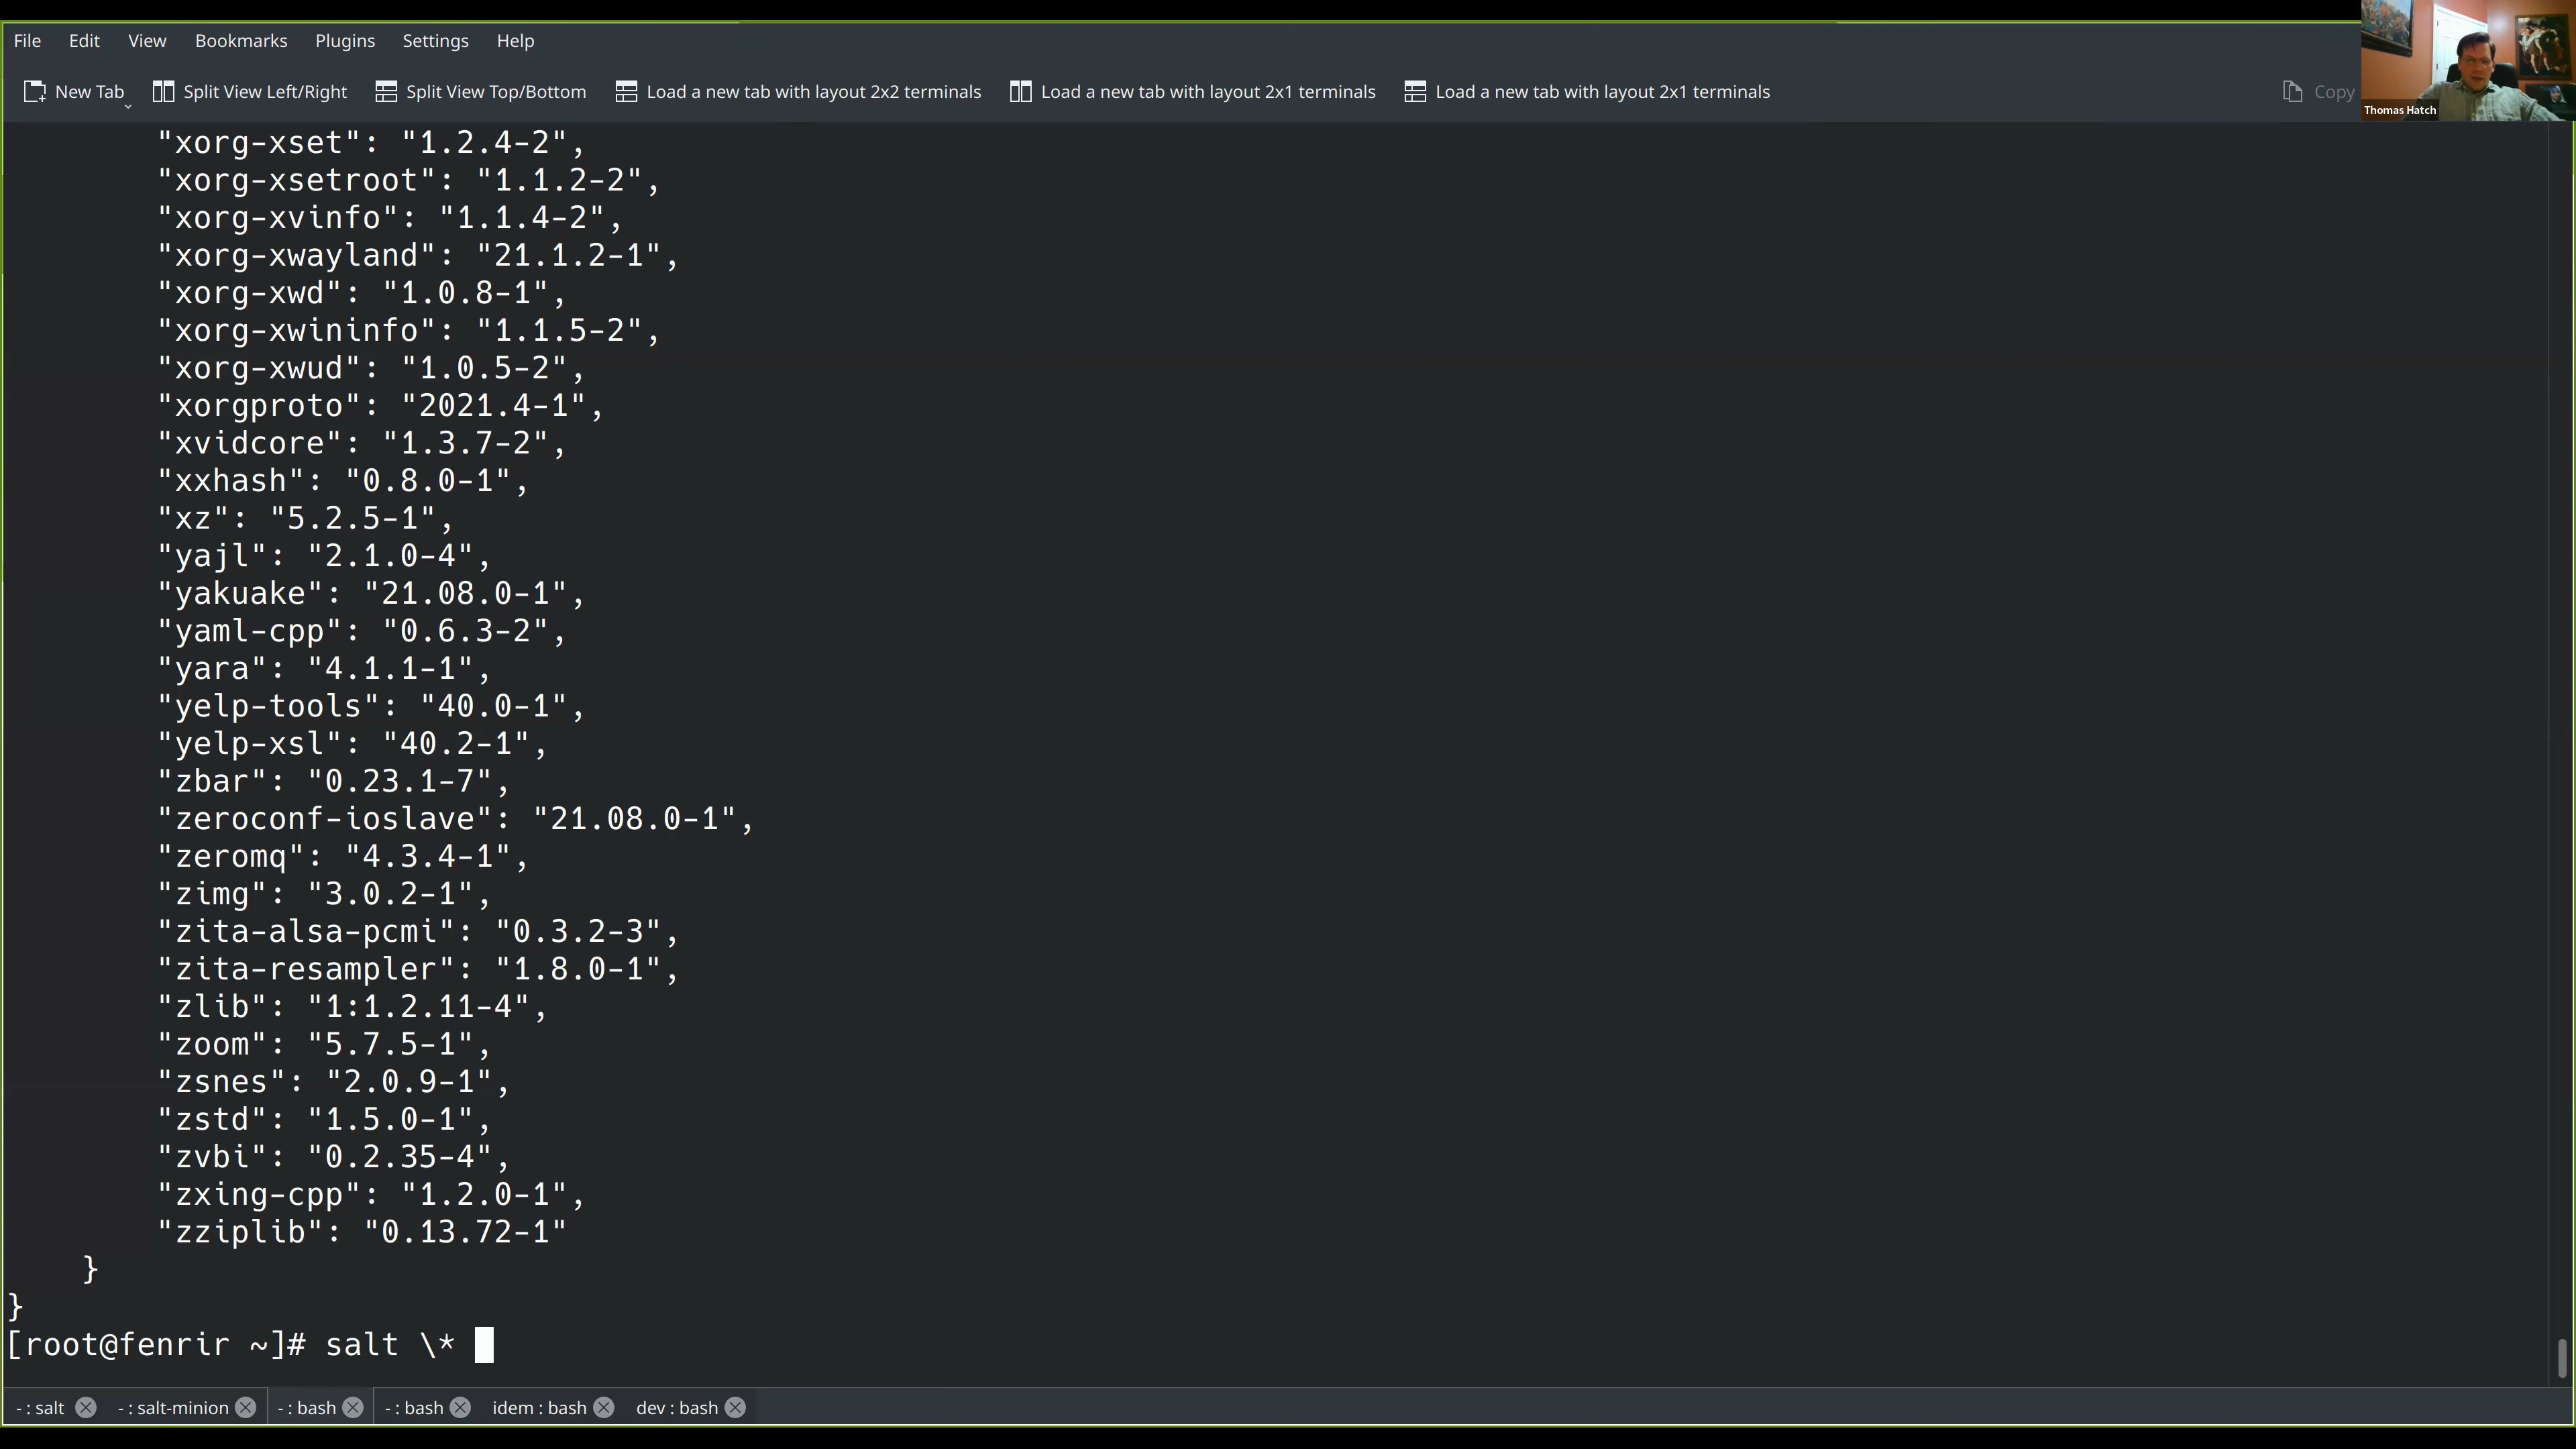 File Edit View Bookmarks Plugins Settings Help
New Tab Split View Left/Right Split View Top/Bottom Load a new tab with layout 2x2 terminals Load a new tab with layout 2x1 terminals Load a new tab with layout 2x1 terminals Copy
Thomas Hatch
"xorg-xset": "1.2.4-2",
"xorg-xsetroot": "1.1.2-2",
"xorg-xvinfo": "1.1.4-2",
"xorg-xwayland": "21.1.2-1",
"xorg-xwd": "1.0.8-1",
"xorg-xwininfo": "1.1.5-2",
"xorg-xwud": "1.0.5-2",
"xorgproto": "2021.4-1",
"xvidcore": "1.3.7-2",
"xxhash": "0.8.0-1",
"xz": "5.2.5-1",
"yajl": "2.1.0-4",
"yakuake": "21.08.0-1",
"yaml-cpp": "0.6.3-2",
"yara": "4.1.1-1",
"yelp-tools": "40.0-1",
"yelp-xsl": "40.2-1",
"zbar": "0.23.1-7",
"zeroconf-ioslave": "21.08.0-1",
"zeromq": "4.3.4-1",
"zimg": "3.0.2-1",
"zita-alsa-pcmi": "0.3.2-3",
"zita-resampler": "1.8.0-1",
"zlib": "1:1.2.11-4",
"zoom": "5.7.5-1",
"zsnes": "2.0.9-1",
"zstd": "1.5.0-1",
"zvbi": "0.2.35-4",
"zxing-cpp": "1.2.0-1",
"zziplib": "0.13.72-1"
}
}
[root@fenrir ~]# salt \*
- : salt - : salt-minion - : bash - : bash idem : bash dev : bash